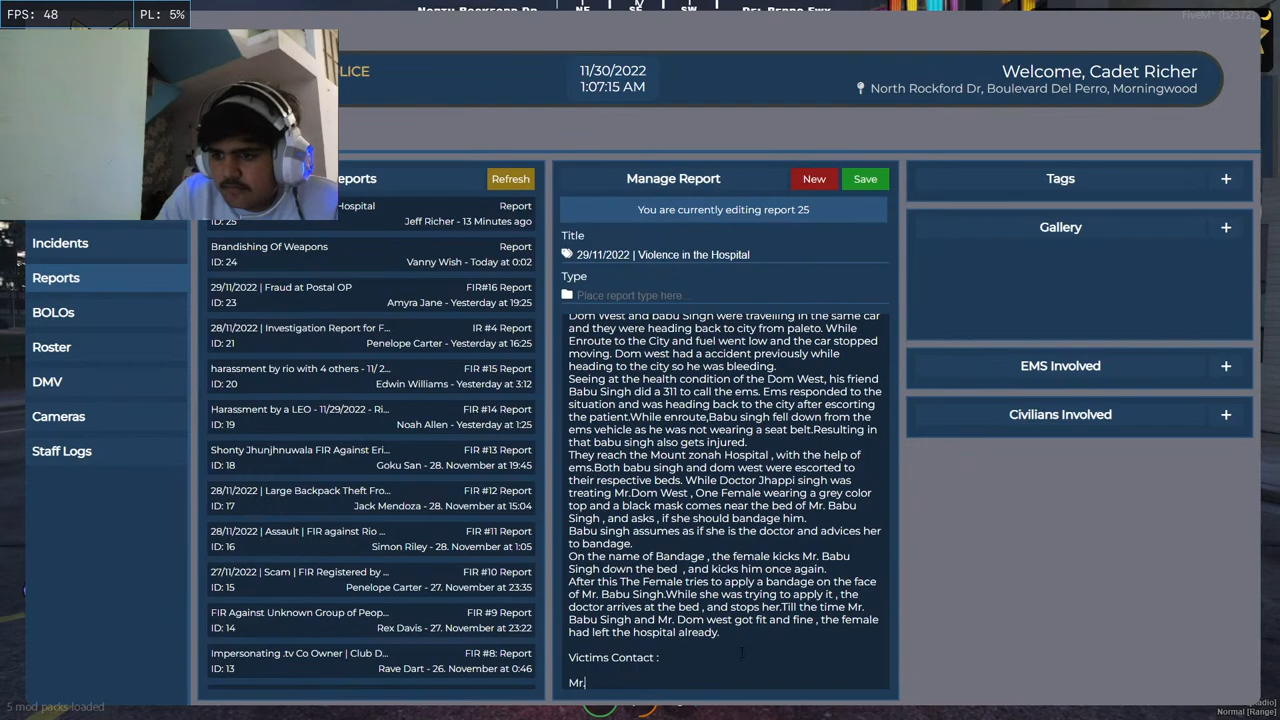 FPS: 48
PL: 5%
North Rockford Dr
NE
SE
SW
Del Perro Fwy
FiveM* (b2372)
LICE
11/30/2022
1:07:15 AM
Welcome, Cadet Richer
North Rockford Dr, Boulevard Del Perro, Morningwood
Incidents
Reports
BOLOs
Roster
DMV
Cameras
Staff Logs
eports
Refresh
Hospital
Report
ID: 25
Jeff Richer - 13 Minutes ago
Brandishing Of Weapons
Report
ID: 24
Vanny Wish - Today at 0:02
29/11/2022 | Fraud at Postal OP
FIR#16 Report
ID: 23
Amyra Jane - Yesterday at 19:25
28/11/2022 | Investigation Report for F...
IR #4 Report
ID: 21
Penelope Carter - Yesterday at 16:25
harassment by rio with 4 others - 11/ 2...
FIR #15 Report
ID: 20
Edwin Williams - Yesterday at 3:12
Harassment by a LEO - 11/29/2022 - Ri...
FIR #14 Report
ID: 19
Noah Allen - Yesterday at 1:25
Shonty Jhunjhnuwala FIR Against Eri...
FIR #13 Report
ID: 18
Goku San - 28. November at 19:45
28/11/2022 | Large Backpack Theft Fro...
FIR #12 Report
ID: 17
Jack Mendoza - 28. November at 15:04
28/11/2022 | Assault | FIR against Rio ...
FIR #11 Report
ID: 16
Simon Riley - 28. November at 1:05
27/11/2022 | Scam | FIR Registered by ...
FIR #10 Report
ID: 15
Penelope Carter - 27. November at 23:35
FIR Against Unknown Group of Peop...
FIR #9 Report
ID: 14
Rex Davis - 27. November at 23:22
Impersonating .tv Co Owner | Club D...
FIR #8: Report
ID: 13
Rave Dart - 26. November at 0:46
Manage Report
New
Save
You are currently editing report 25
Title
29/11/2022 | Violence in the Hospital
Type
Place report type here...
Dom West and babu Singh were travelling in the same car
and they were heading back to city from paleto. While
Enroute to the City and fuel went low and the car stopped
moving. Dom west had a accident previously while
heading to the city so he was bleeding.
Seeing at the health condition of the Dom West, his friend
Babu Singh did a 311 to call the ems. Ems responded to the
situation and was heading back to the city after escorting
the patient.While enroute,Babu singh fell down from the
ems vehicle as he was not wearing a seat belt.Resulting in
that babu singh also gets injured.
They reach the Mount zonah Hospital , with the help of
ems.Both babu singh and dom west were escorted to
their respective beds. While Doctor Jhappi singh was
treating Mr.Dom West , One Female wearing a grey color
top and a black mask comes near the bed of Mr. Babu
Singh , and asks , if she should bandage him.
Babu singh assumes as if she is the doctor and advices her
to bandage.
On the name of Bandage , the female kicks Mr. Babu
Singh down the bed , and kicks him once again.
After this The Female tries to apply a bandage on the face
of Mr. Babu Singh.While she was trying to apply it , the
doctor arrives at the bed , and stops her.Till the time Mr.
Babu Singh and Mr. Dom west got fit and fine , the female
had left the hospital already.
Victims Contact :
Mr.
Tags
Gallery
EMS Involved
Civilians Involved
5 mod packs loaded
[Radio]
Normal [Range]